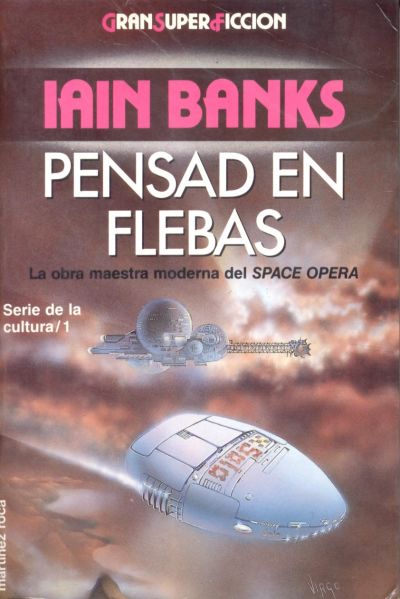 GRANSUPERFICCION
IAIN BANKS
PENSAD EN
FLEBAS
La obra maestra moderna del SPACE OPERA
Serie de la
cultura/1
martínez roca
VIRGO